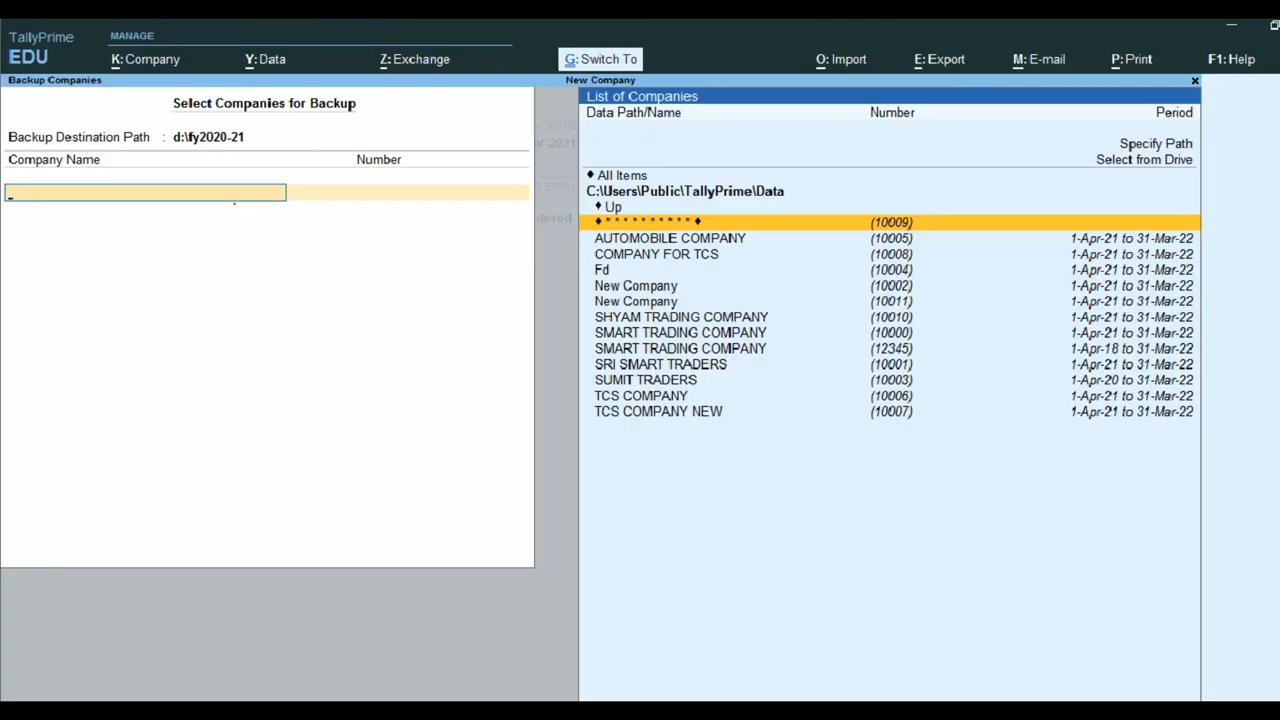 TallyPrime
EDU
MANAGE
K: Company Y: Data Z: Exchange G: Switch To O: Import E: Export M: E-mail P: Print F1: Help
Backup Companies
New Company
Select Companies for Backup
Backup Destination Path : d:\fy2020-21
Company Name Number
List of Companies
Data Path/Name Number Period
Specify Path
Select from Drive
♦ All Items
C:\Users\Public\TallyPrime\Data
♦ Up
♦ * * * * * * * * * * ♦ (10009)
AUTOMOBILE COMPANY (10005) 1-Apr-21 to 31-Mar-22
COMPANY FOR TCS (10008) 1-Apr-21 to 31-Mar-22
Fd (10004) 1-Apr-21 to 31-Mar-22
New Company (10002) 1-Apr-21 to 31-Mar-22
New Company (10011) 1-Apr-21 to 31-Mar-22
SHYAM TRADING COMPANY (10010) 1-Apr-21 to 31-Mar-22
SMART TRADING COMPANY (10000) 1-Apr-21 to 31-Mar-22
SMART TRADING COMPANY (12345) 1-Apr-18 to 31-Mar-22
SRI SMART TRADERS (10001) 1-Apr-21 to 31-Mar-22
SUMIT TRADERS (10003) 1-Apr-20 to 31-Mar-22
TCS COMPANY (10006) 1-Apr-21 to 31-Mar-22
TCS COMPANY NEW (10007) 1-Apr-21 to 31-Mar-22